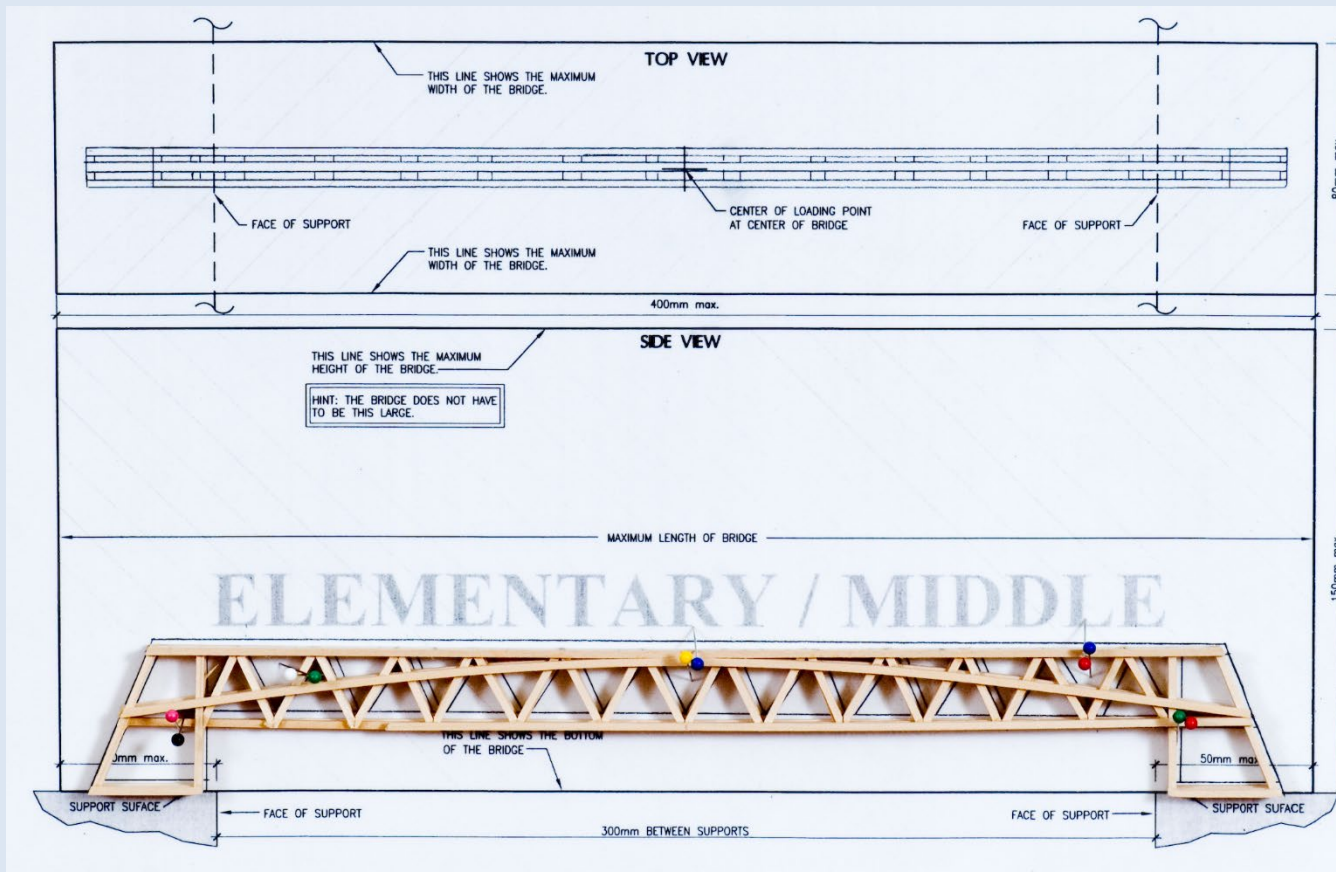 TOP VIEW
THIS LINE SHOWS THE MAXIMUM
WIDTH OF THE BRIDGE.
FACE OF SUPPORT
CENTER OF LOADING POINT
AT CENTER OF BRIDGE
FACE OF SUPPORT
THIS LINE SHOWS THE MAXIMUM
WIDTH OF THE BRIDGE.
400mm max.
SIDE VIEW
THIS LINE SHOWS THE MAXIMUM
HEIGHT OF THE BRIDGE.
HINT: THE BRIDGE DOES NOT HAVE
TO BE THIS LARGE.
MAXIMUM LENGTH OF BRIDGE
150mm max
ELEMENTARY / MIDDLE
THIS LINE SHOWS THE BOTTOM
OF THE BRIDGE
0mm max.
50mm max
SUPPORT SUFACE
FACE OF SUPPORT
FACE OF SUPPORT
SUPPORT SUFACE
300mm BETWEEN SUPPORTS